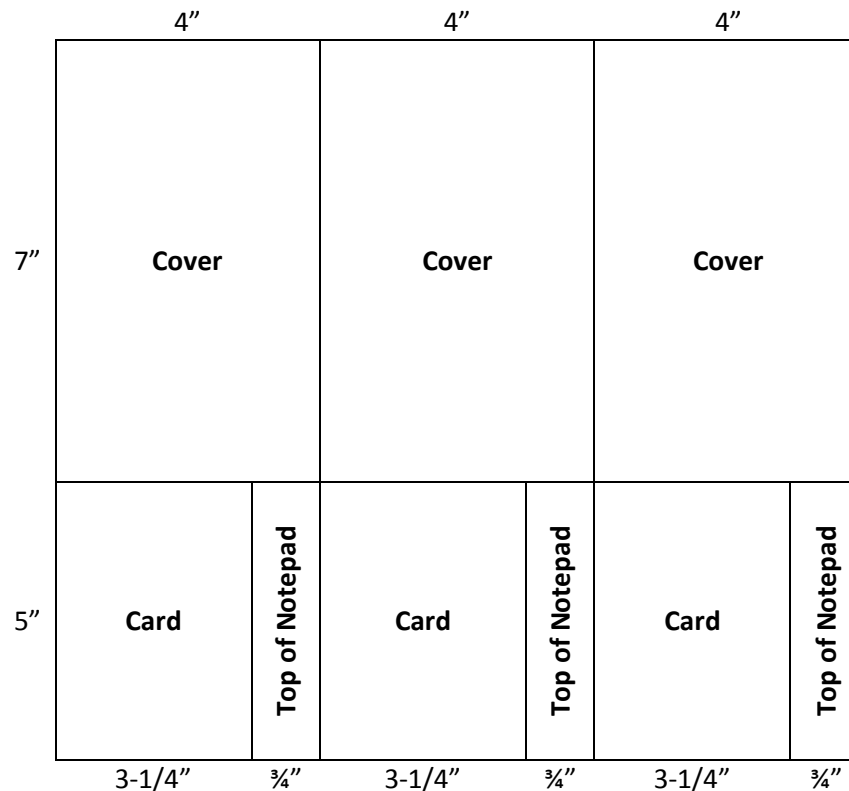 4” 4” 4”
7” Cover Cover Cover
5” Card Top of Notepad Card Top of Notepad Card Top of Notepad
3-1/4” ¾” 3-1/4” ¾” 3-1/4” ¾”